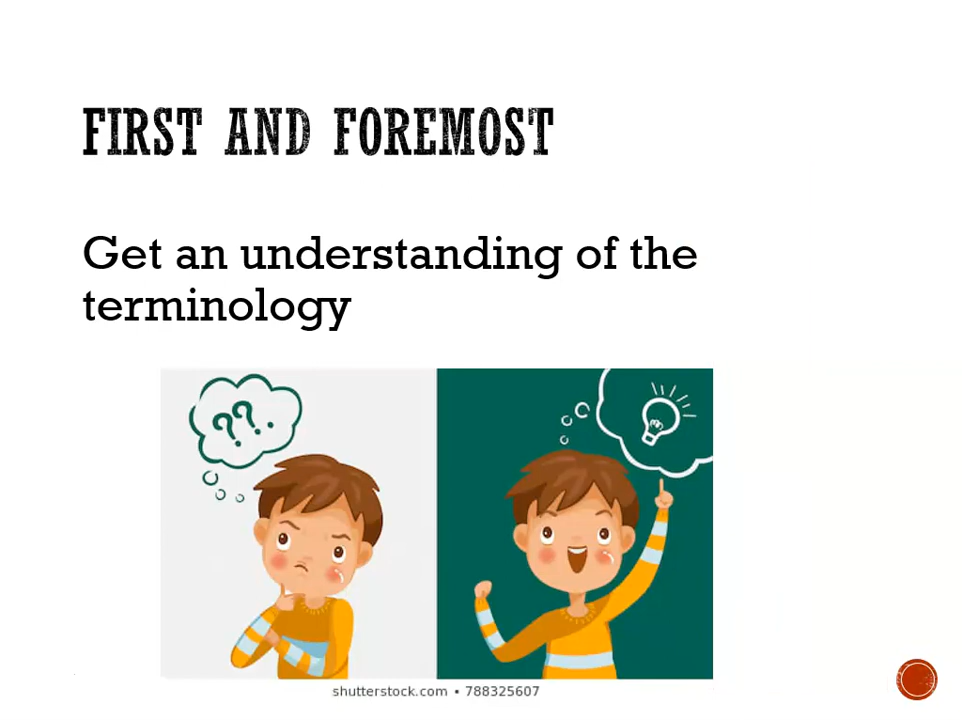 FIRST AND FOREMOST
Get an understanding of the
terminology
??..
shutterstock.com • 788325607